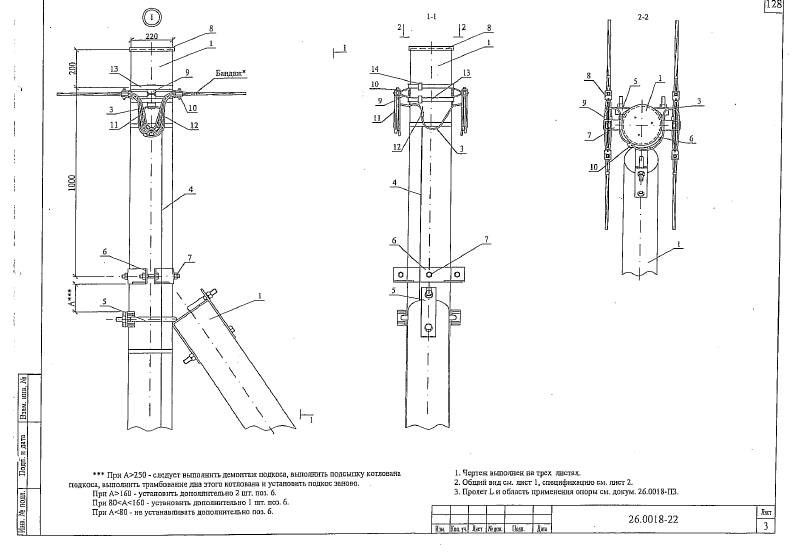 128
I
220
8
1
200
13
9
Бандаж*
3
10
11
12
1000
4
6
7
A***
5
1
1
1
1-1
2
2
8
1
14
13
10
9
11
12
3
4
6
7
5
2-2
8
5
1
9
3
7
6
10
1
*** При А>250 - следует выполнить демонтаж подкоса, выполнить подсыпку котлована
подкоса, выполнить трамбование дна этого котлована и установить подкос заново.
При А>160 - установить дополнительно 2 шт. поз. 6.
При 80<А<160 - установить дополнительно 1 шт. поз. 6.
При А<80 - не устанавливать дополнительно поз. 6.
1. Чертеж выполнен на трех листах.
2. Общий вид см. лист 1, спецификацию см. лист 2.
3. Пролет L и область применения опоры см. докум. 26.0018-ПЗ.
Взам. инв. №
Подп. и дата
Инв. № подл.
Изм. Кол. уч. Лист № док. Подп. Дата
26.0018-22
Лист
3